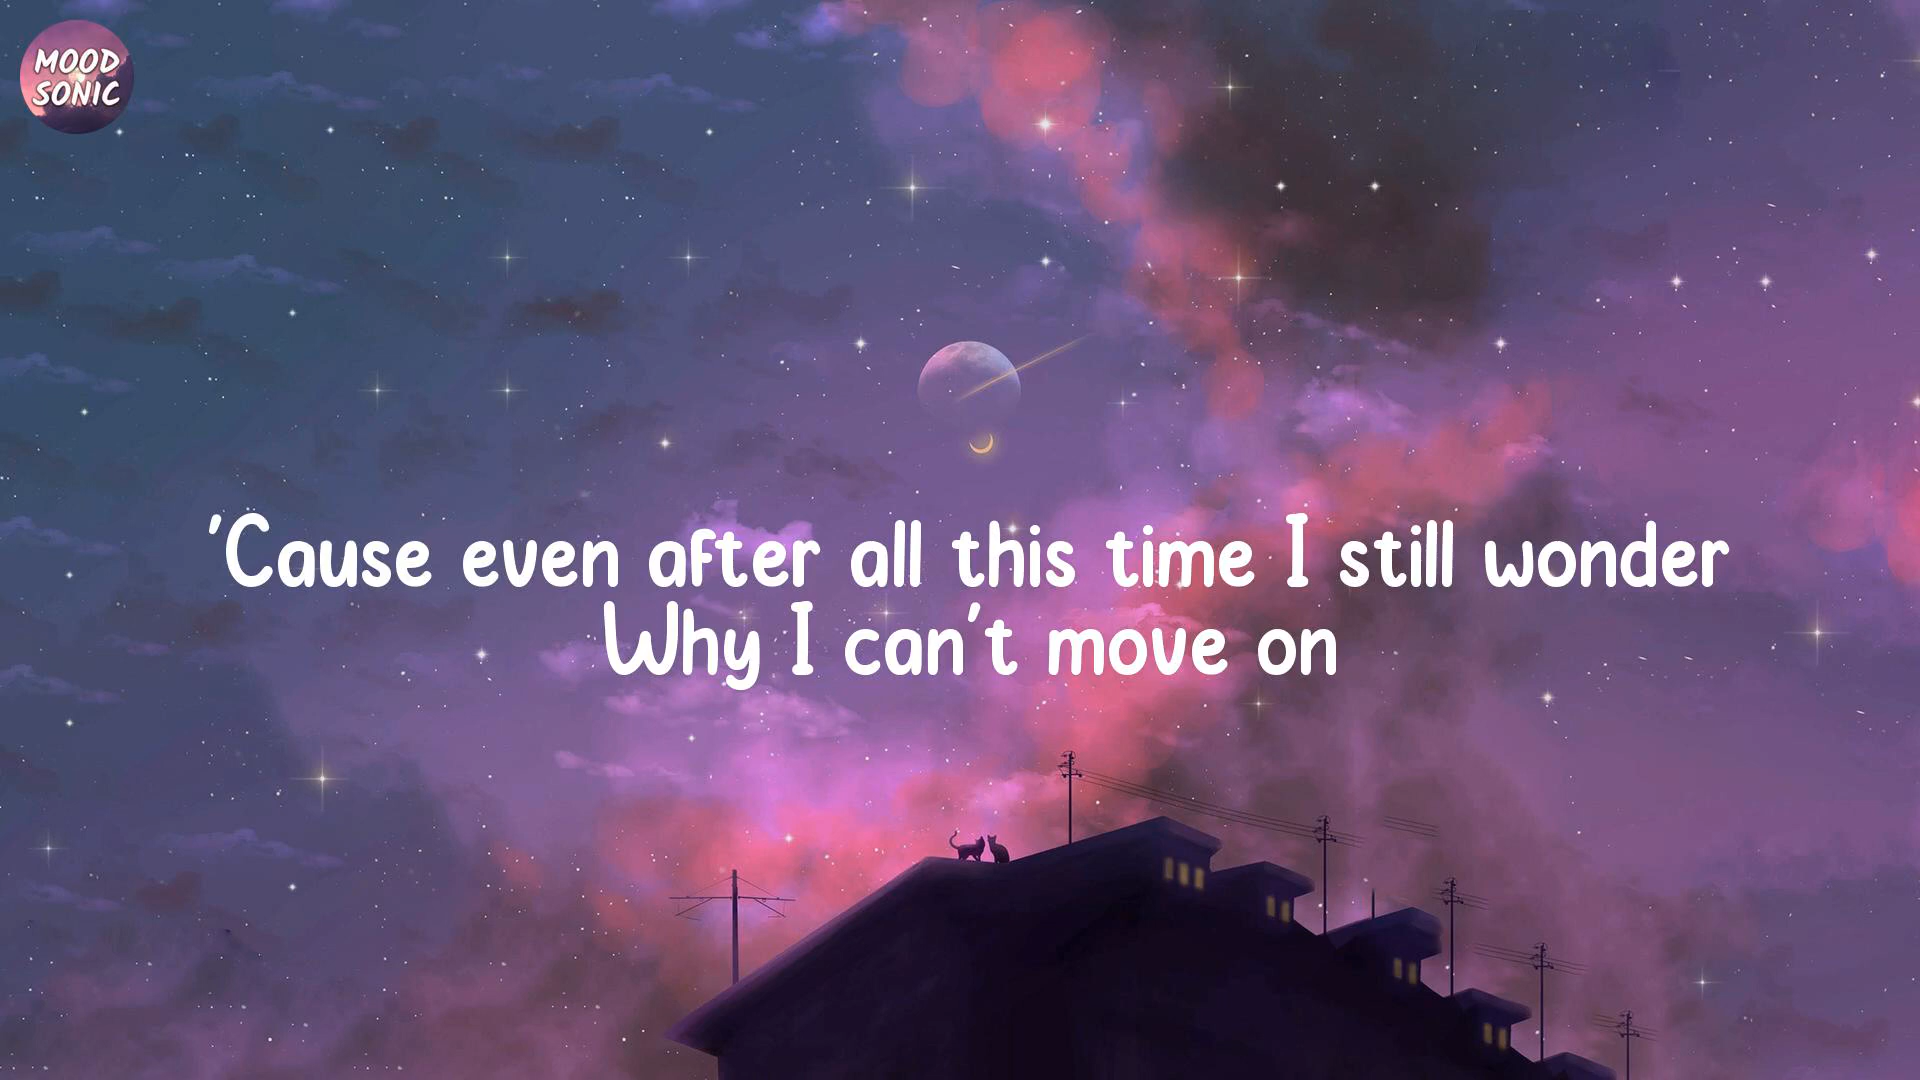 MOOD
SONIC
'Cause even after all this time I still wonder
Why I can't move on